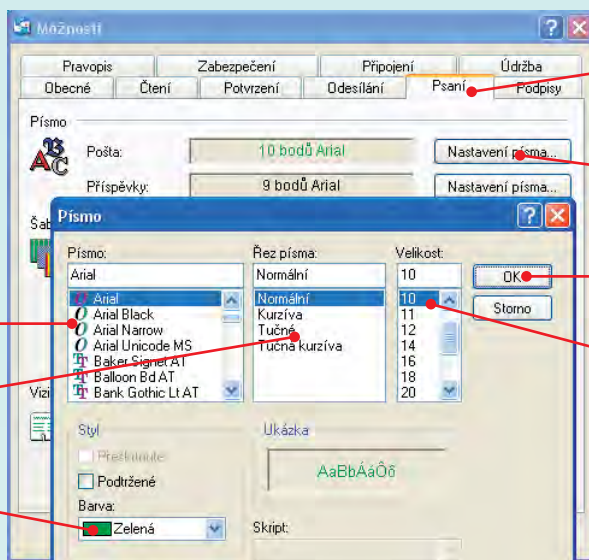 Možnosti
Pravopis Zabezpečení Připojení Údržba
Obecné Čtení Potvrzení Odesílání Psaní Podpisy
Písmo
Pošta: 10 bodů Arial Nastavení písma...
Příspěvky: 9 bodů Arial Nastavení písma...
Šab
Písmo
Písmo: Řez písma: Velikost:
Arial Normální 10
Arial Normální 10
Arial Black Kurzíva 11
Arial Narrow Tučné 12
Arial Unicode MS Tučná kurzíva 14
Baker Signet AT 16
Balloon Bd AT 18
Bank Gothic Lt AT 20
OK
Storno
Vizi
Styl Ukázka
Přeškrtnuté
Podtržené
AaBbÁáÔô
Barva:
Zelená
Skript: